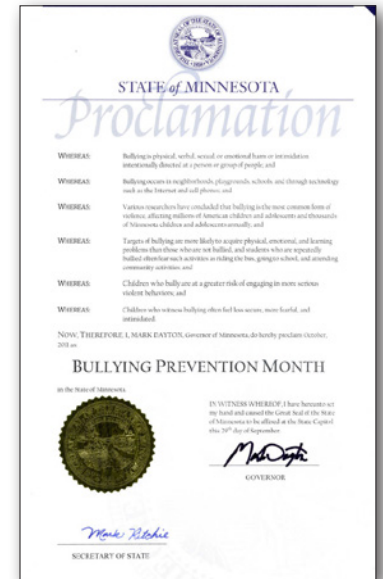 STATE of MINNESOTA
Proclamation
WHEREAS: Bullying is physical, verbal, sexual, or emotional harm or intimidation
intentionally directed at a person or group of people; and
WHEREAS: Bullying occurs in neighborhoods, playgrounds, schools, and through technology
such as the Internet and cell phones; and
WHEREAS: Various researchers have concluded that bullying is the most common form of
violence, affecting millions of American children and adolescents and thousands
of Minnesota children and adolescents annually; and
WHEREAS: Targets of bullying are more likely to acquire physical, emotional, and learning
problems than those who are not bullied, and students who are repeatedly
bullied often fear such activities as riding the bus, going to school, and attending
community activities; and
WHEREAS: Children who bully are at a greater risk of engaging in more serious
violent behaviors; and
WHEREAS: Children who witness bullying often feel less secure, more fearful, and
intimidated.
NOW, THEREFORE, I, MARK DAYTON, Governor of Minnesota, do hereby proclaim October,
2011 as:
BULLYING PREVENTION MONTH
in the State of Minnesota.
IN WITNESS WHEREOF, I have hereunto set
my hand and caused the Great Seal of the State
of Minnesota to be affixed at the State Capitol
this day of September.
Mark Dayton
GOVERNOR
Mark Ritchie
SECRETARY OF STATE